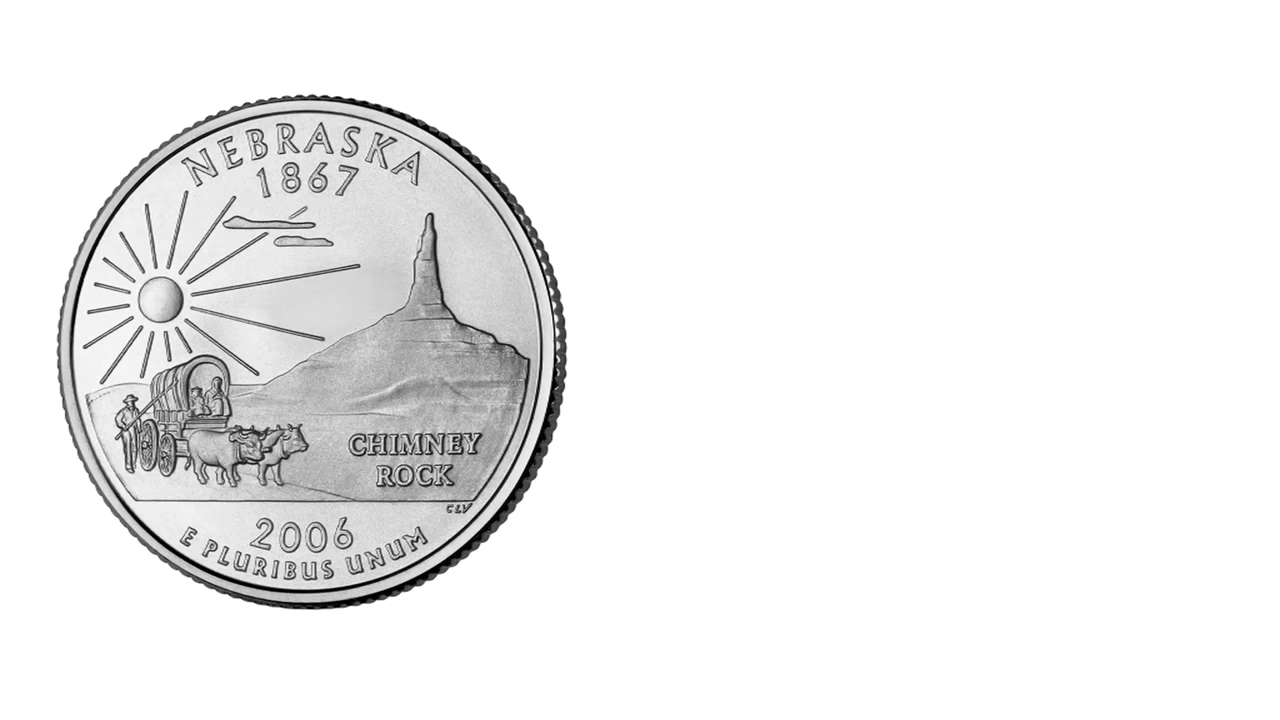 NEBRASKA
1867
CHIMNEY
ROCK
CLV
2006
E PLURIBUS UNUM